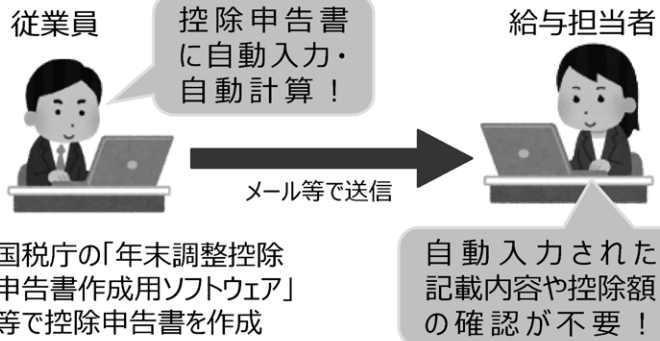 従業員
控除申告書
に自動入力・
自動計算！
給与担当者
メール等で送信
国税庁の「年末調整控除
申告書作成用ソフトウェア」
等で控除申告書を作成
自動入力された
記載内容や控除額
の確認が不要！